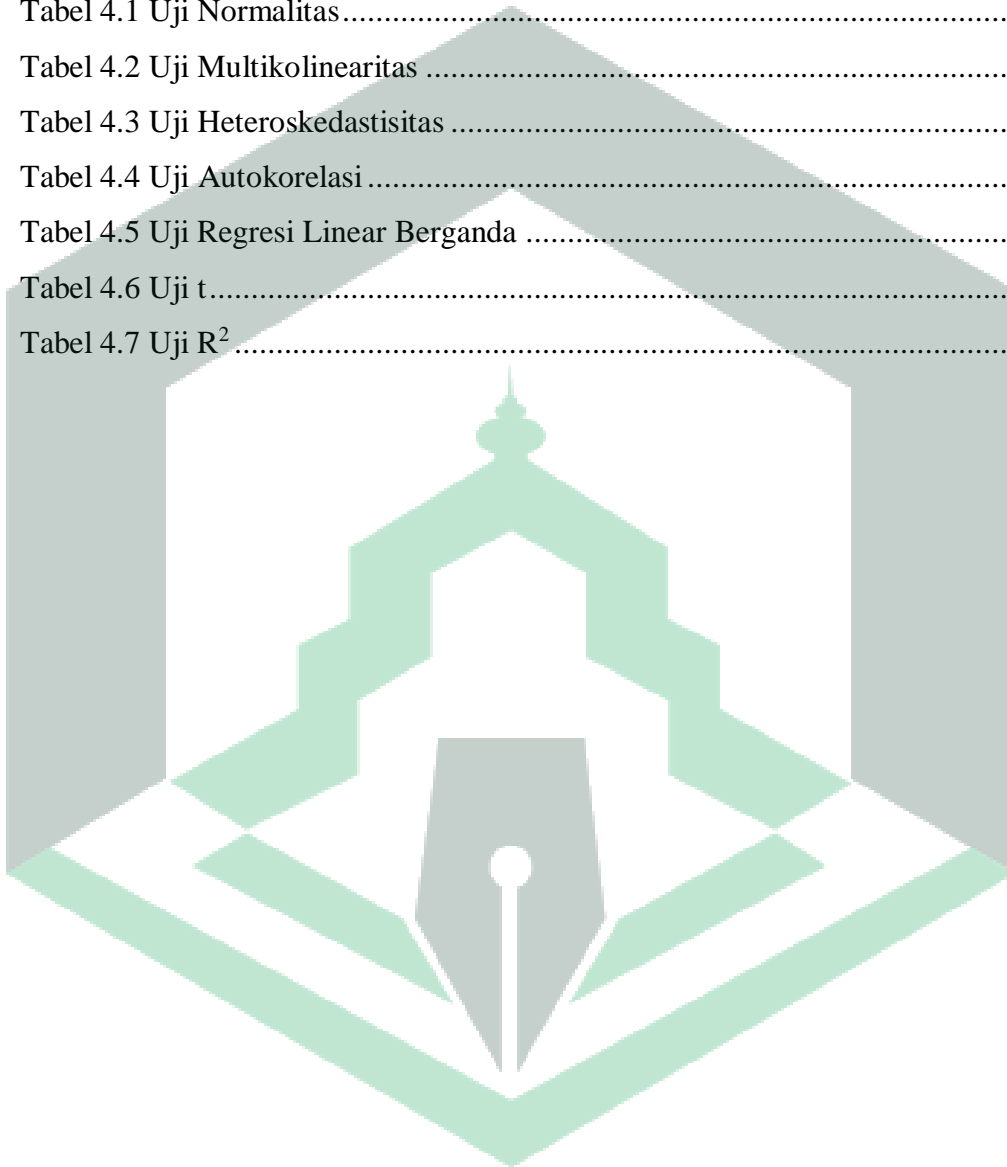 Tabel 4.1 Uji Normalitas....................................................................................
Tabel 4.2 Uji Multikolinearitas ........................................................................
Tabel 4.3 Uji Heteroskedastisitas .....................................................................
Tabel 4.4 Uji Autokorelasi................................................................................
Tabel 4.5 Uji Regresi Linear Berganda ............................................................
Tabel 4.6 Uji t...................................................................................................
Tabel 4.7 Uji R² ................................................................................................